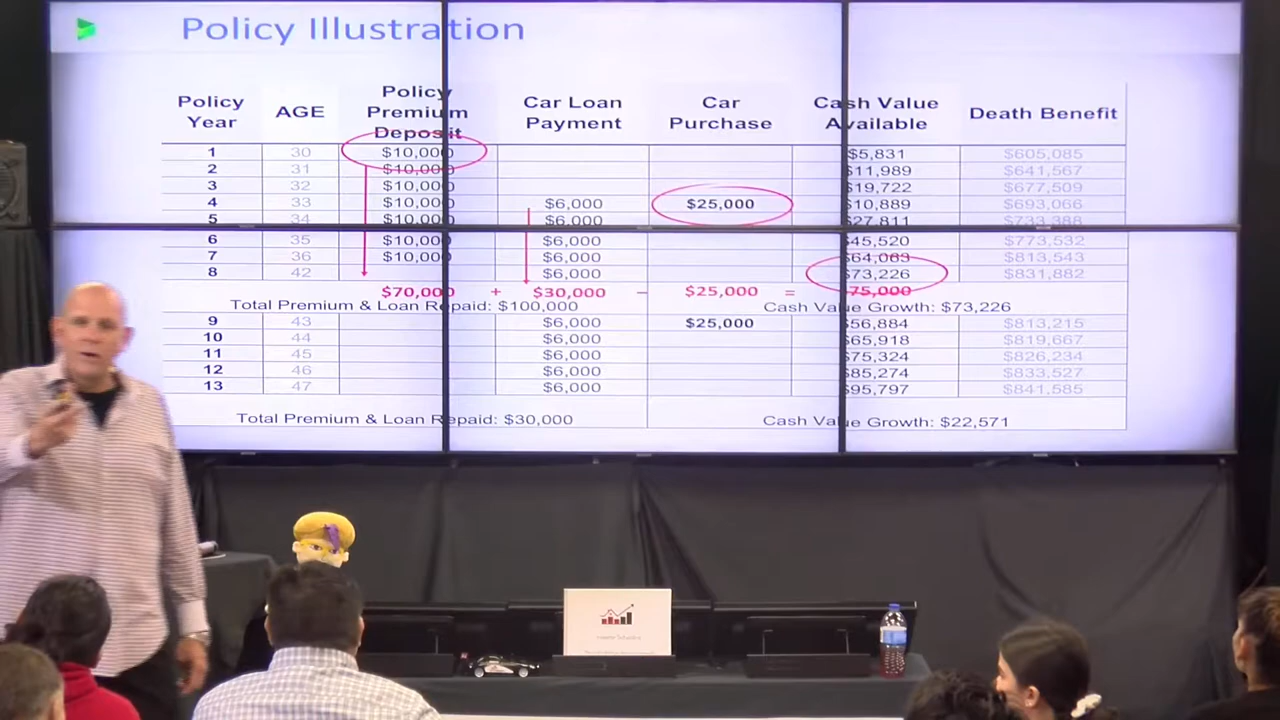 Policy Illustration
Policy Year AGE Policy Premium Deposit Car Loan Payment Car Purchase Cash Value Available Death Benefit
1 30 $10,000 $5,831 $605,085
2 31 $10,000 $11,989 $641,567
3 32 $10,000 $19,722 $677,509
4 33 $10,000 $6,000 $25,000 $10,889 $693,066
5 34 $10,000 $6,000 $27,811 $733,388
6 35 $10,000 $6,000 $45,520 $773,532
7 36 $10,000 $6,000 $64,083 $813,543
8 42 $6,000 $73,226 $831,882
$70,000 + $30,000 – $25,000 = 75,000
Total Premium & Loan Repaid: $100,000 Cash Value Growth: $73,226
9 43 $6,000 $25,000 $56,884 $813,215
10 44 $6,000 $65,918 $819,667
11 45 $6,000 $75,324 $826,234
12 46 $6,000 $85,274 $833,527
13 47 $6,000 $95,797 $841,585
Total Premium & Loan Repaid: $30,000 Cash Value Growth: $22,571